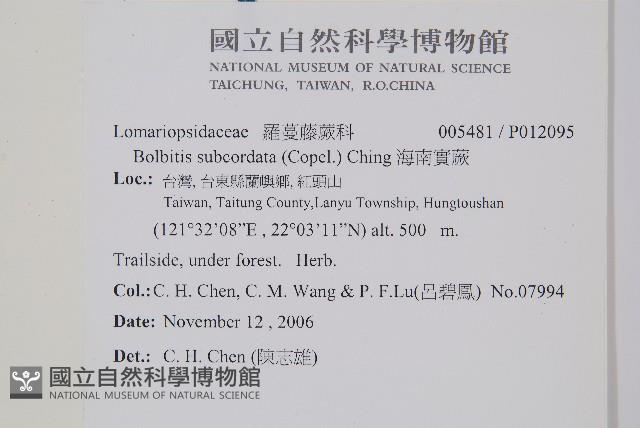 國立自然科學博物館
NATIONAL MUSEUM OF NATURAL SCIENCE
TAICHUNG, TAIWAN, R.O.CHINA
Lomariopsidaceae 羅蔓藤蕨科 005481 / P012095
Bolbitis subcordata (Copel.) Ching 海南實蕨
Loc.: 台灣, 台東縣蘭嶼鄉, 紅頭山
Taiwan, Taitung County,Lanyu Township, Hungtoushan
(121°32'08”E , 22°03'11”N) alt. 500 m.
Trailside, under forest. Herb.
Col.: C. H. Chen, C. M. Wang & P. F.Lu(呂碧鳳) No.07994
Date: November 12 , 2006
Det.: C. H. Chen (陳志雄)
國立自然科學博物館
NATIONAL MUSEUM OF NATURAL SCIENCE